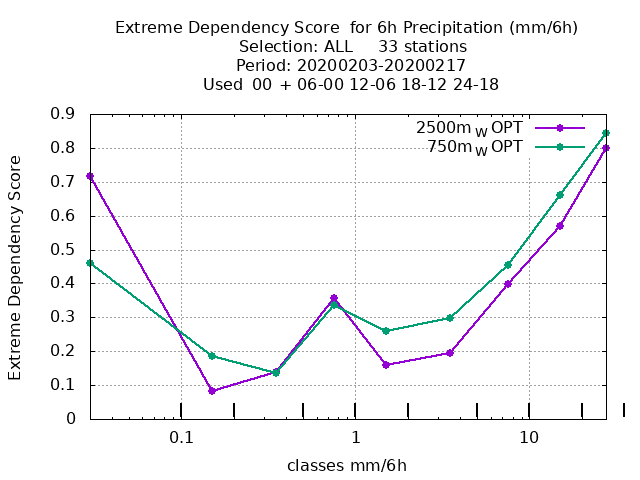 Extreme Dependency Score  for 6h Precipitation (mm/6h)
Selection: ALL     33 stations
Period: 20200203-20200217
Used  00 + 06-00 12-06 18-12 24-18
0.9
0.8
0.7
0.6
0.5
0.4
0.3
0.2
0.1
0
Extreme Dependency Score
2500m_W OPT
750m_W OPT
0.1
1
10
classes mm/6h